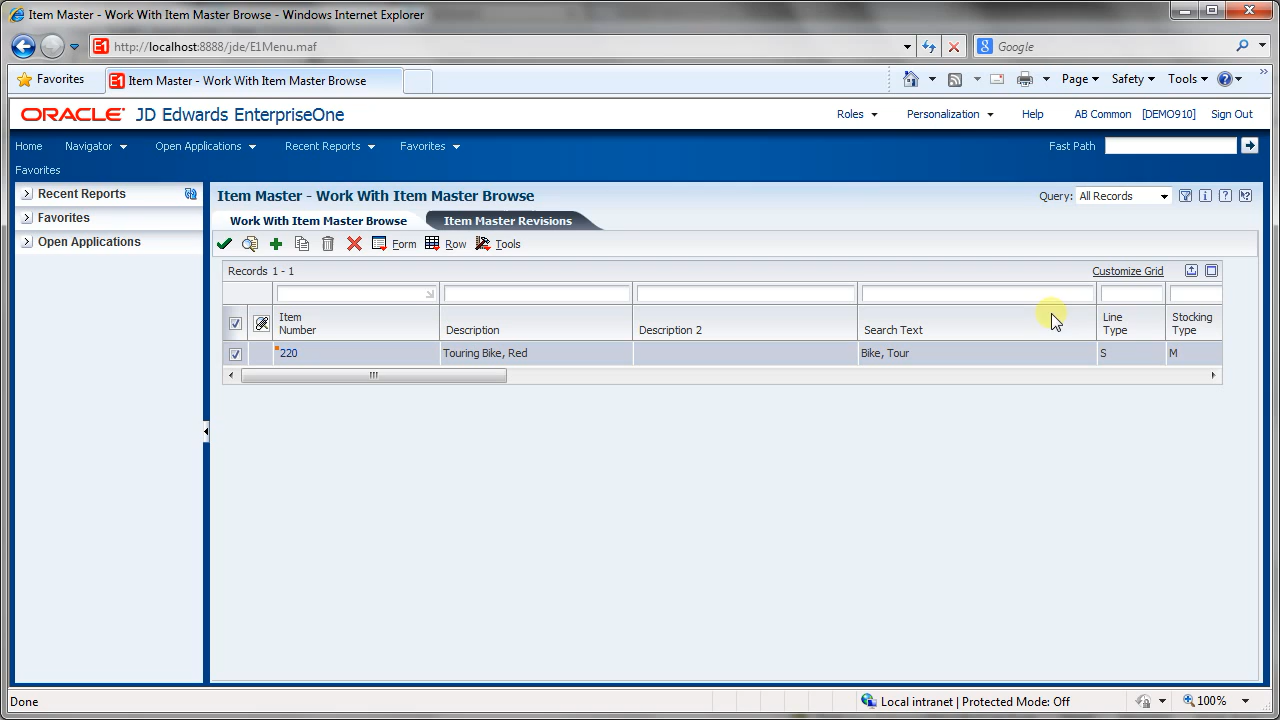 Item Master - Work With Item Master Browse - Windows Internet Explorer
http://localhost:8888/jde/E1Menu.maf
Google
Favorites
Item Master - Work With Item Master Browse
Page
Safety
Tools
ORACLE JD Edwards EnterpriseOne
Roles
Personalization
Help
AB Common
[DEMO910]
Sign Out
Home
Navigator
Open Applications
Recent Reports
Favorites
Fast Path
Favorites
Recent Reports
Favorites
Open Applications
Item Master - Work With Item Master Browse
Query: All Records
Work With Item Master Browse
Item Master Revisions
Form
Row
Tools
Records 1 - 1
Customize Grid
Item Number
Description
Description 2
Search Text
Line Type
Stocking Type
220
Touring Bike, Red
Bike, Tour
S
M
Done
Local intranet | Protected Mode: Off
100%